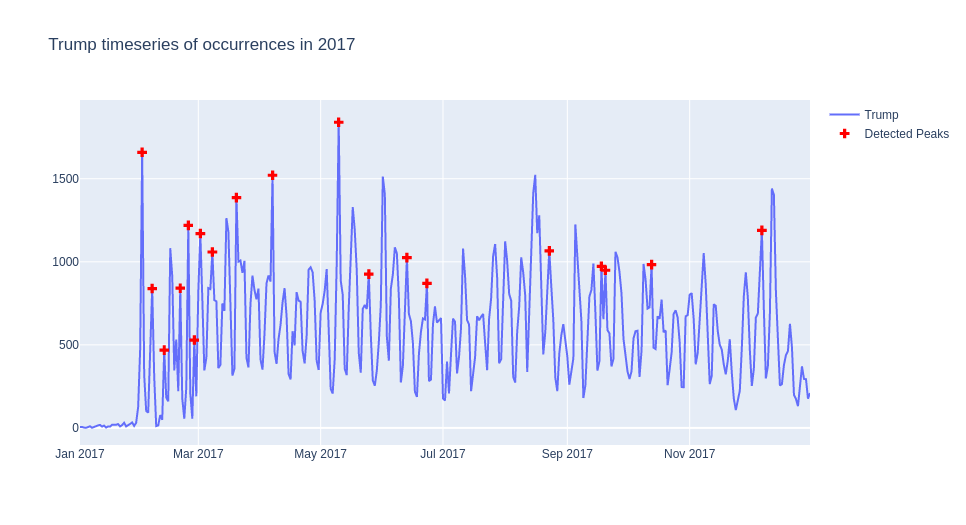 Trump timeseries of occurrences in 2017
Trump
Detected Peaks
1500
1000
500
0
Jan 2017
Mar 2017
May 2017
Jul 2017
Sep 2017
Nov 2017